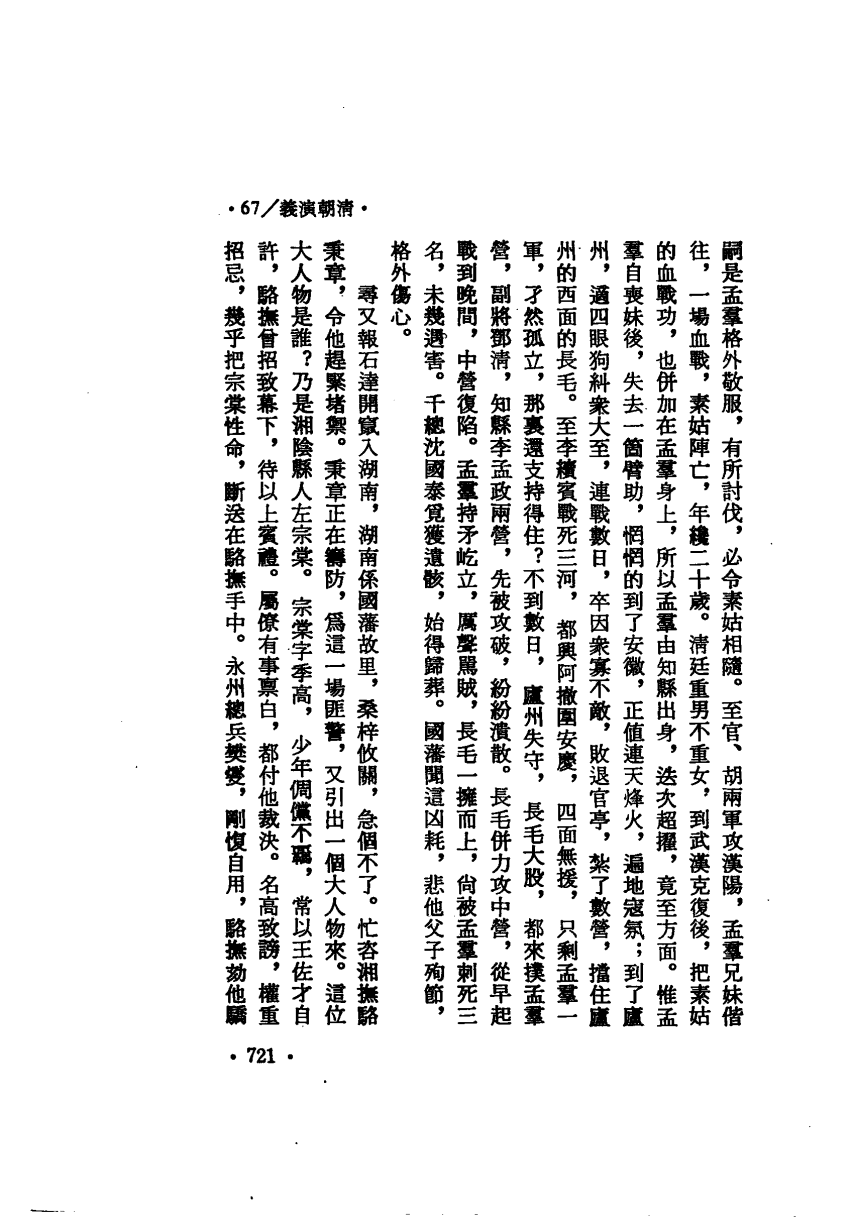 ·67／義演朝清·
嗣是孟羣格外敬服，有所討伐，必令素姑相隨。至官、胡兩軍攻漢陽，孟羣兄妹偕
往，一場血戰，素姑陣亡，年纔二十歲。清廷重男不重女，到武漢克復後，把素姑
的血戰功，也併加在孟羣身上，所以孟羣由知縣出身，迭次超擢，竟至方面。惟孟
羣自喪妹後，失去一箇臂助，惘惘的到了安徽，正值連天烽火，遍地寇氛；到了廬
州，適四眼狗糾衆大至，連戰數日，卒因衆寡不敵，敗退官亭，紮了數營，擋住廬
州的西面的長毛。至李續賓戰死三河，都興阿撤圍安慶，四面無援，只剩孟羣一
軍，孑然孤立，那裏還支持得住？不到數日，廬州失守，長毛大股，都來撲孟羣
營，副將鄧清，知縣李孟政兩營，先被攻破，紛紛潰散。長毛併力攻中營，從早起
戰到晚間，中營復陷。孟羣持矛屹立，厲聲罵賊，長毛一擁而上，尙被孟羣刺死三
名，未幾遇害。千總沈國泰覓獲遺骸，始得歸葬。國藩聞這凶耗，悲他父子殉節，
格外傷心。
尋又報石達開竄入湖南，湖南係國藩故里，桑梓攸關，急個不了。忙咨湘撫駱
秉章，令他趕緊堵禦。秉章正在籌防，爲這一場匪警，又引出一個大人物來。這位
大人物是誰？乃是湘陰縣人左宗棠。宗棠字季高，少年倜儻不羈，常以王佐才自
許，駱撫曾招致幕下，待以上賓禮。屬僚有事稟白，都付他裁決。名高致謗，權重
招忌，幾乎把宗棠性命，斷送在駱撫手中。永州總兵樊燮，剛愎自用，駱撫劾他驕
·721·